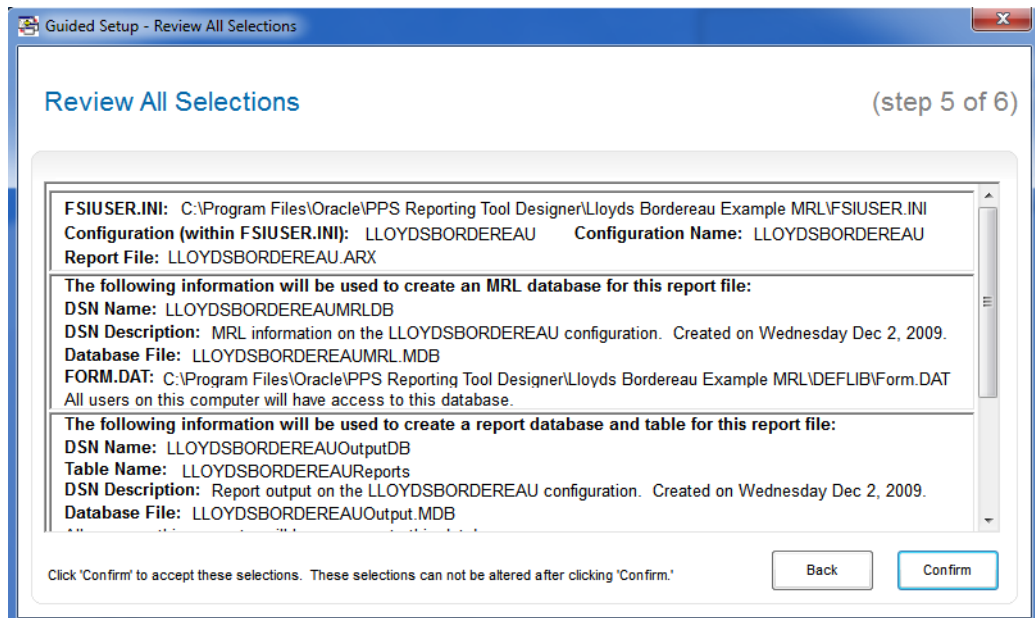 Guided Setup - Review All Selections
Review All Selections
(step 5 of 6)
FSIUSER.INI: C:\Program Files\Oracle\PPS Reporting Tool Designer\Lloyds Bordereau Example MRL\FSIUSER.INI
Configuration (within FSIUSER.INI): LLOYDSBORDEREAU Configuration Name: LLOYDSBORDEREAU
Report File: LLOYDSBORDEREAU.ARX
The following information will be used to create an MRL database for this report file:
DSN Name: LLOYDSBORDEREAUMRLDB
DSN Description: MRL information on the LLOYDSBORDEREAU configuration. Created on Wednesday Dec 2, 2009.
Database File: LLOYDSBORDEREAUMRL.MDB
FORM.DAT: C:\Program Files\Oracle\PPS Reporting Tool Designer\Lloyds Bordereau Example MRL\DEFLIB\Form.DAT
All users on this computer will have access to this database.
The following information will be used to create a report database and table for this report file:
DSN Name: LLOYDSBORDEREAUOutputDB
Table Name: LLOYDSBORDEREAUReports
DSN Description: Report output on the LLOYDSBORDEREAU configuration. Created on Wednesday Dec 2, 2009.
Database File: LLOYDSBORDEREAUOutput.MDB
Click 'Confirm' to accept these selections. These selections can not be altered after clicking 'Confirm.'
Back
Confirm